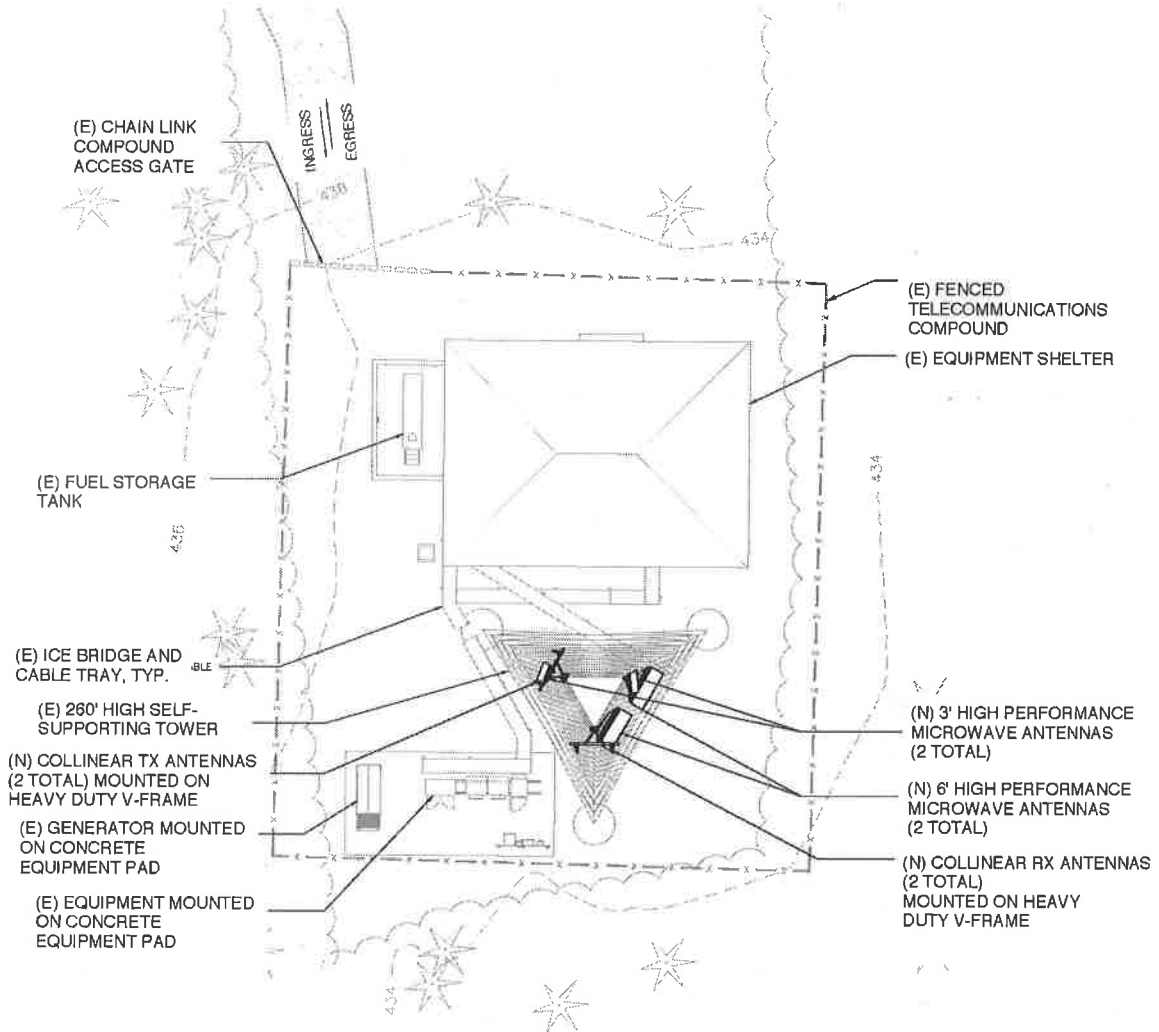 INGRESS
EGRESS
(E) CHAIN LINK
COMPOUND
ACCESS GATE
436
434
(E) FENCED
TELECOMMUNICATIONS
COMPOUND
(E) EQUIPMENT SHELTER
(E) FUEL STORAGE
TANK
436
434
(E) ICE BRIDGE AND
CABLE TRAY, TYP.
BLE
(E) 260' HIGH SELF-
SUPPORTING TOWER
(N) COLLINEAR TX ANTENNAS
(2 TOTAL) MOUNTED ON
HEAVY DUTY V-FRAME
(E) GENERATOR MOUNTED
ON CONCRETE
EQUIPMENT PAD
(E) EQUIPMENT MOUNTED
ON CONCRETE
EQUIPMENT PAD
(N) 3' HIGH PERFORMANCE
MICROWAVE ANTENNAS
(2 TOTAL)
(N) 6' HIGH PERFORMANCE
MICROWAVE ANTENNAS
(2 TOTAL)
(N) COLLINEAR RX ANTENNAS
(2 TOTAL)
MOUNTED ON HEAVY
DUTY V-FRAME
434